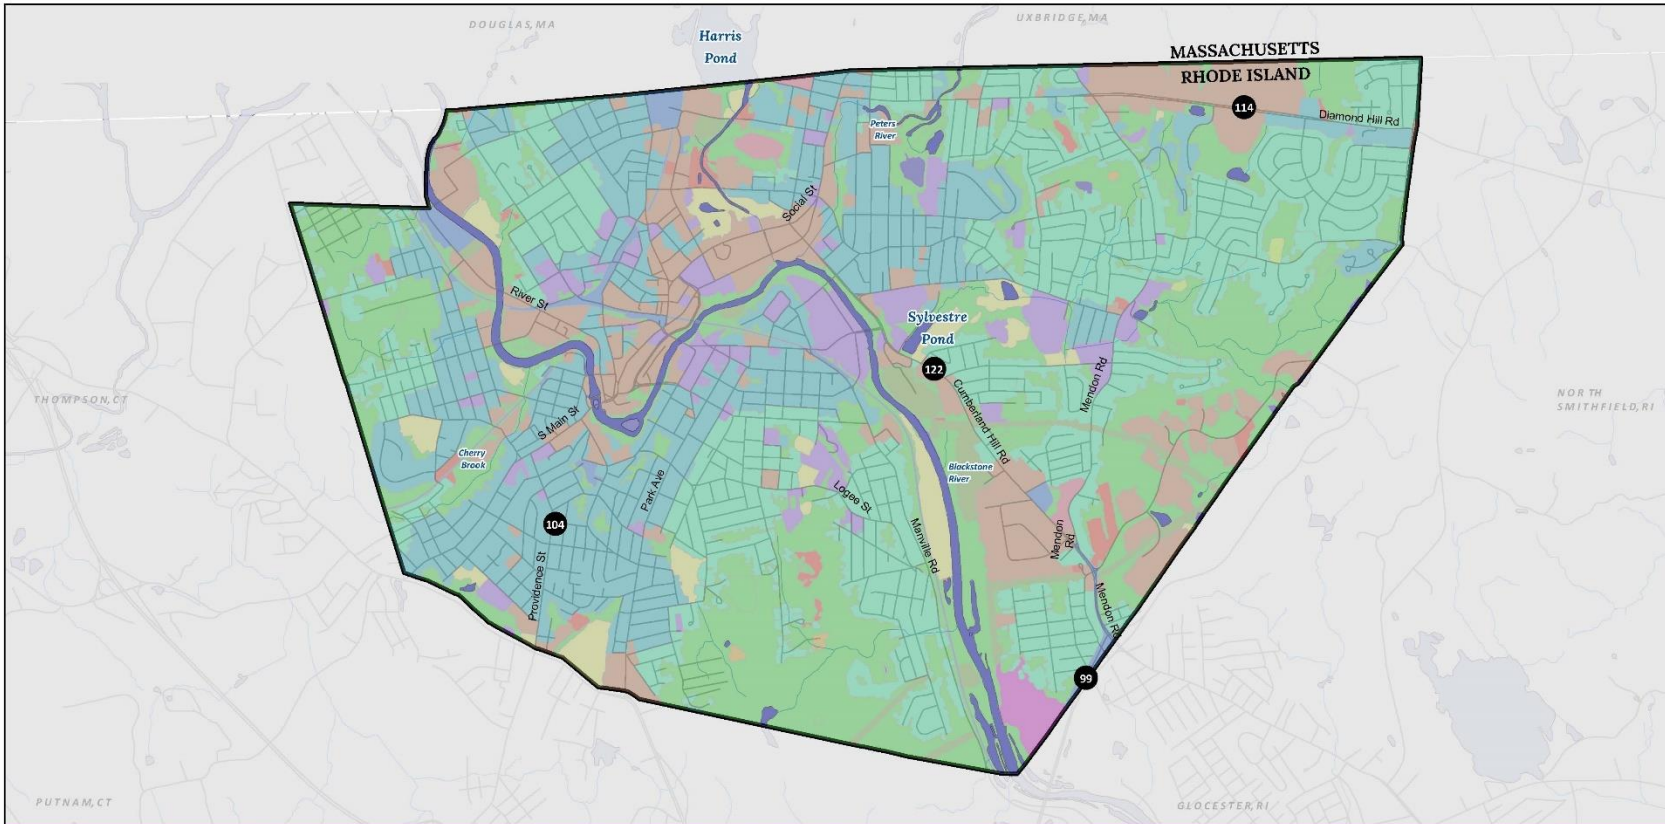 DOUGLAS, MA
UXBRIDGE, MA
Harris
Pond
MASSACHUSETTS
RHODE ISLAND
114
Diamond Hill Rd
Peters
River
Social St
River St
Sylvestre
Pond
122
Mendon Rd
Cumberland Hill Rd
THOMPSON, CT
NORTH
SMITHFIELD, RI
S Main St
Cherry
Brook
Park Ave
Logee St
Blackstone
River
104
Manville Rd
Mendon
Rd
Providence St
Mendon Rd
99
PUTNAM, CT
GLOCESTER, RI